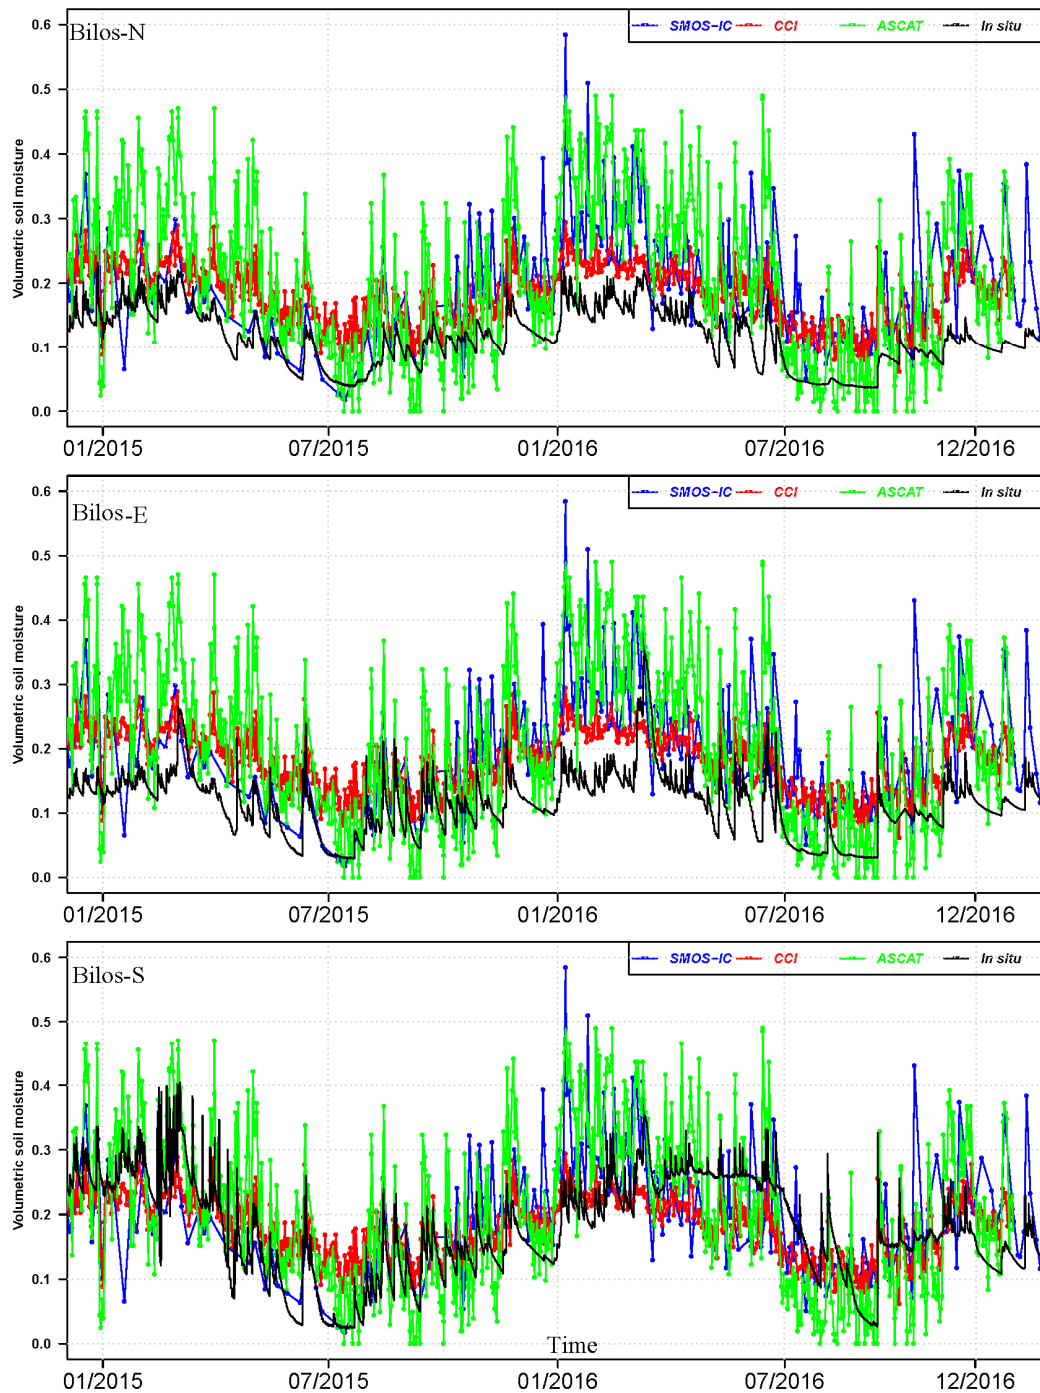 Bilos-N
SMOS-IC CCI ASCAT In situ
Volumetric soil moisture
0.6
0.5
0.4
0.3
0.2
0.1
0.0
01/2015 07/2015 01/2016 07/2016 12/2016
Bilos-E
SMOS-IC CCI ASCAT In situ
Volumetric soil moisture
0.6
0.5
0.4
0.3
0.2
0.1
0.0
01/2015 07/2015 01/2016 07/2016 12/2016
Bilos-S
SMOS-IC CCI ASCAT In situ
Volumetric soil moisture
0.6
0.5
0.4
0.3
0.2
0.1
0.0
Time
01/2015 07/2015 01/2016 07/2016 12/2016